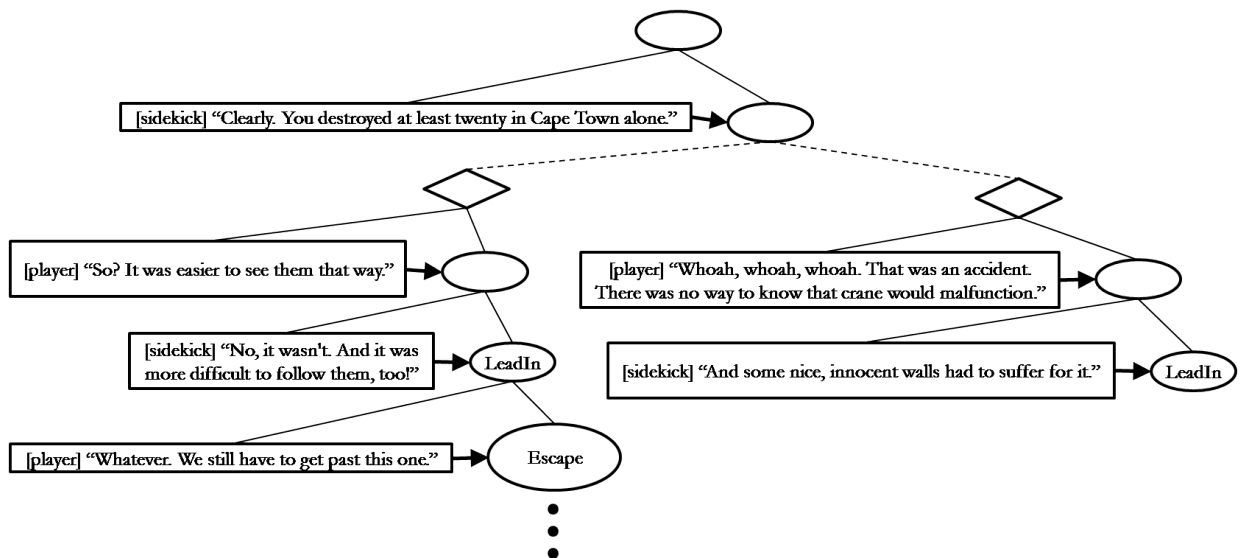 [sidekick] “Clearly. You destroyed at least twenty in Cape Town alone.”
[player] “So? It was easier to see them that way.”
[player] “Whoah, whoah, whoah. That was an accident.
There was no way to know that crane would malfunction.”
[sidekick] “No, it wasn't. And it was
more difficult to follow them, too!”
LeadIn
[sidekick] “And some nice, innocent walls had to suffer for it.”
LeadIn
[player] “Whatever. We still have to get past this one.”
Escape